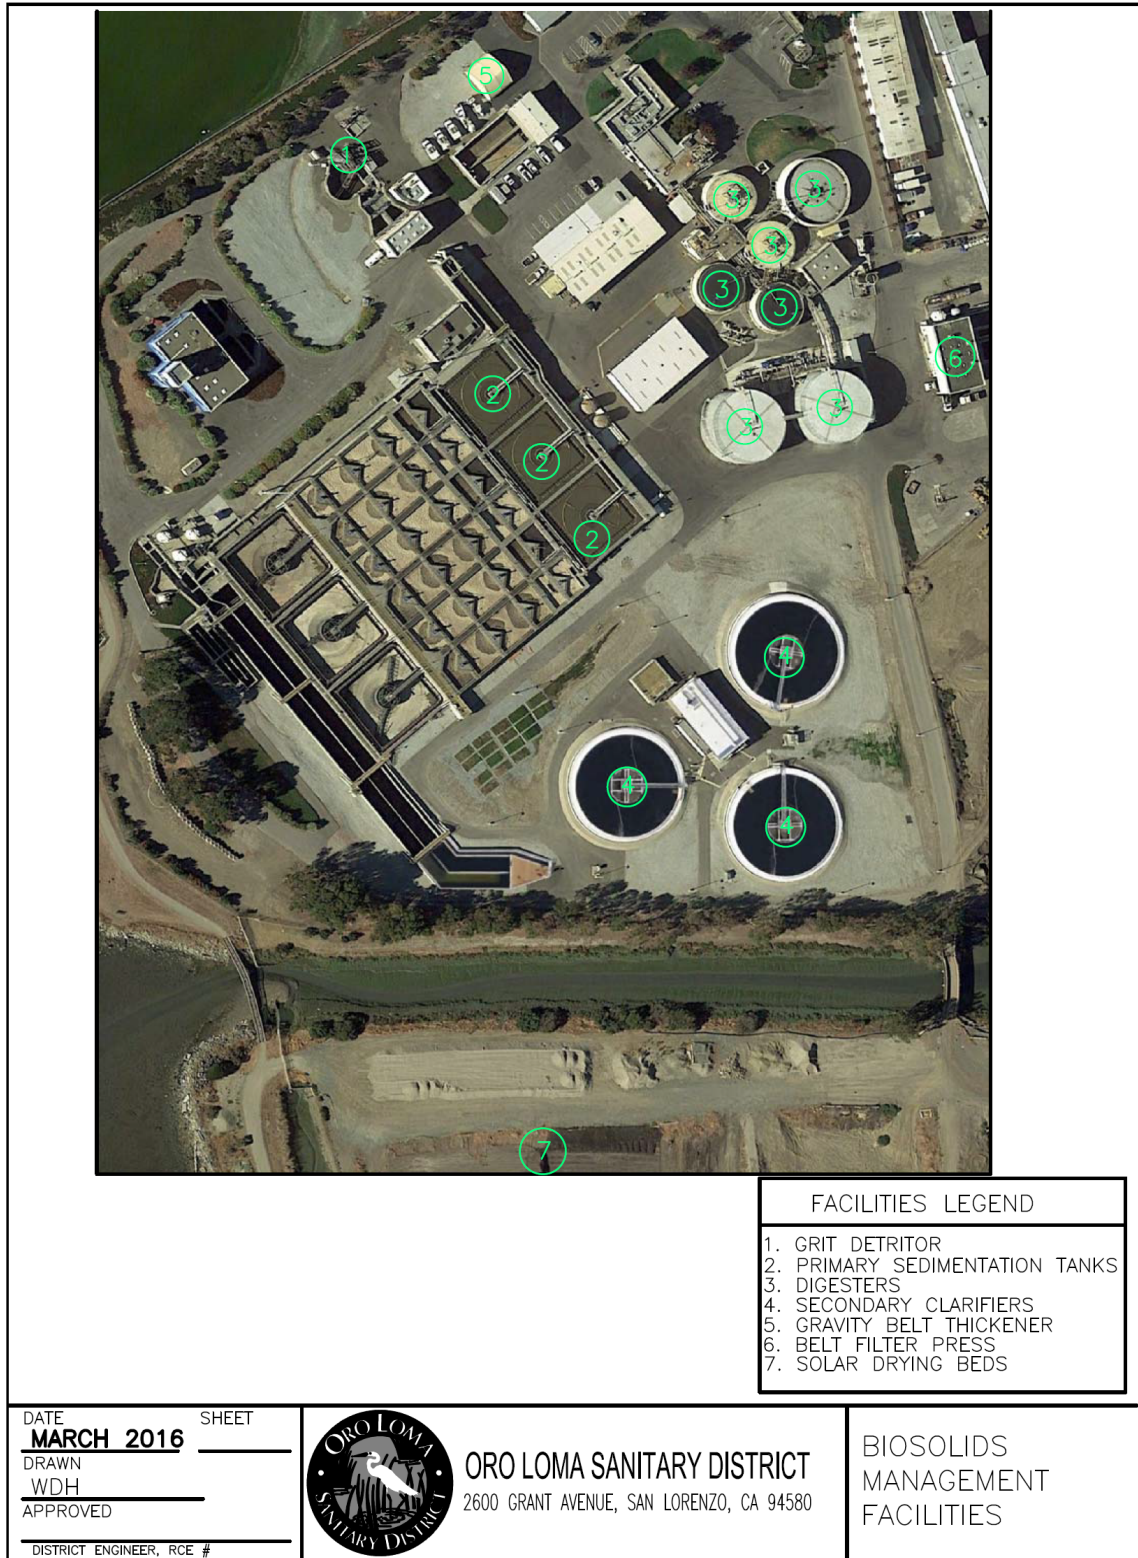 5
1
3
3
3
3
3
6
2
3
3
2
2
4
4
4
7
FACILITIES LEGEND
1. GRIT DETRITOR
2. PRIMARY SEDIMENTATION TANKS
3. DIGESTERS
4. SECONDARY CLARIFIERS
5. GRAVITY BELT THICKENER
6. BELT FILTER PRESS
7. SOLAR DRYING BEDS
DATE SHEET
MARCH 2016
DRAWN
WDH
APPROVED
DISTRICT ENGINEER, RCE #
ORO LOMA
SANITARY DISTRICT
ORO LOMA SANITARY DISTRICT
2600 GRANT AVENUE, SAN LORENZO, CA 94580
BIOSOLIDS
MANAGEMENT
FACILITIES